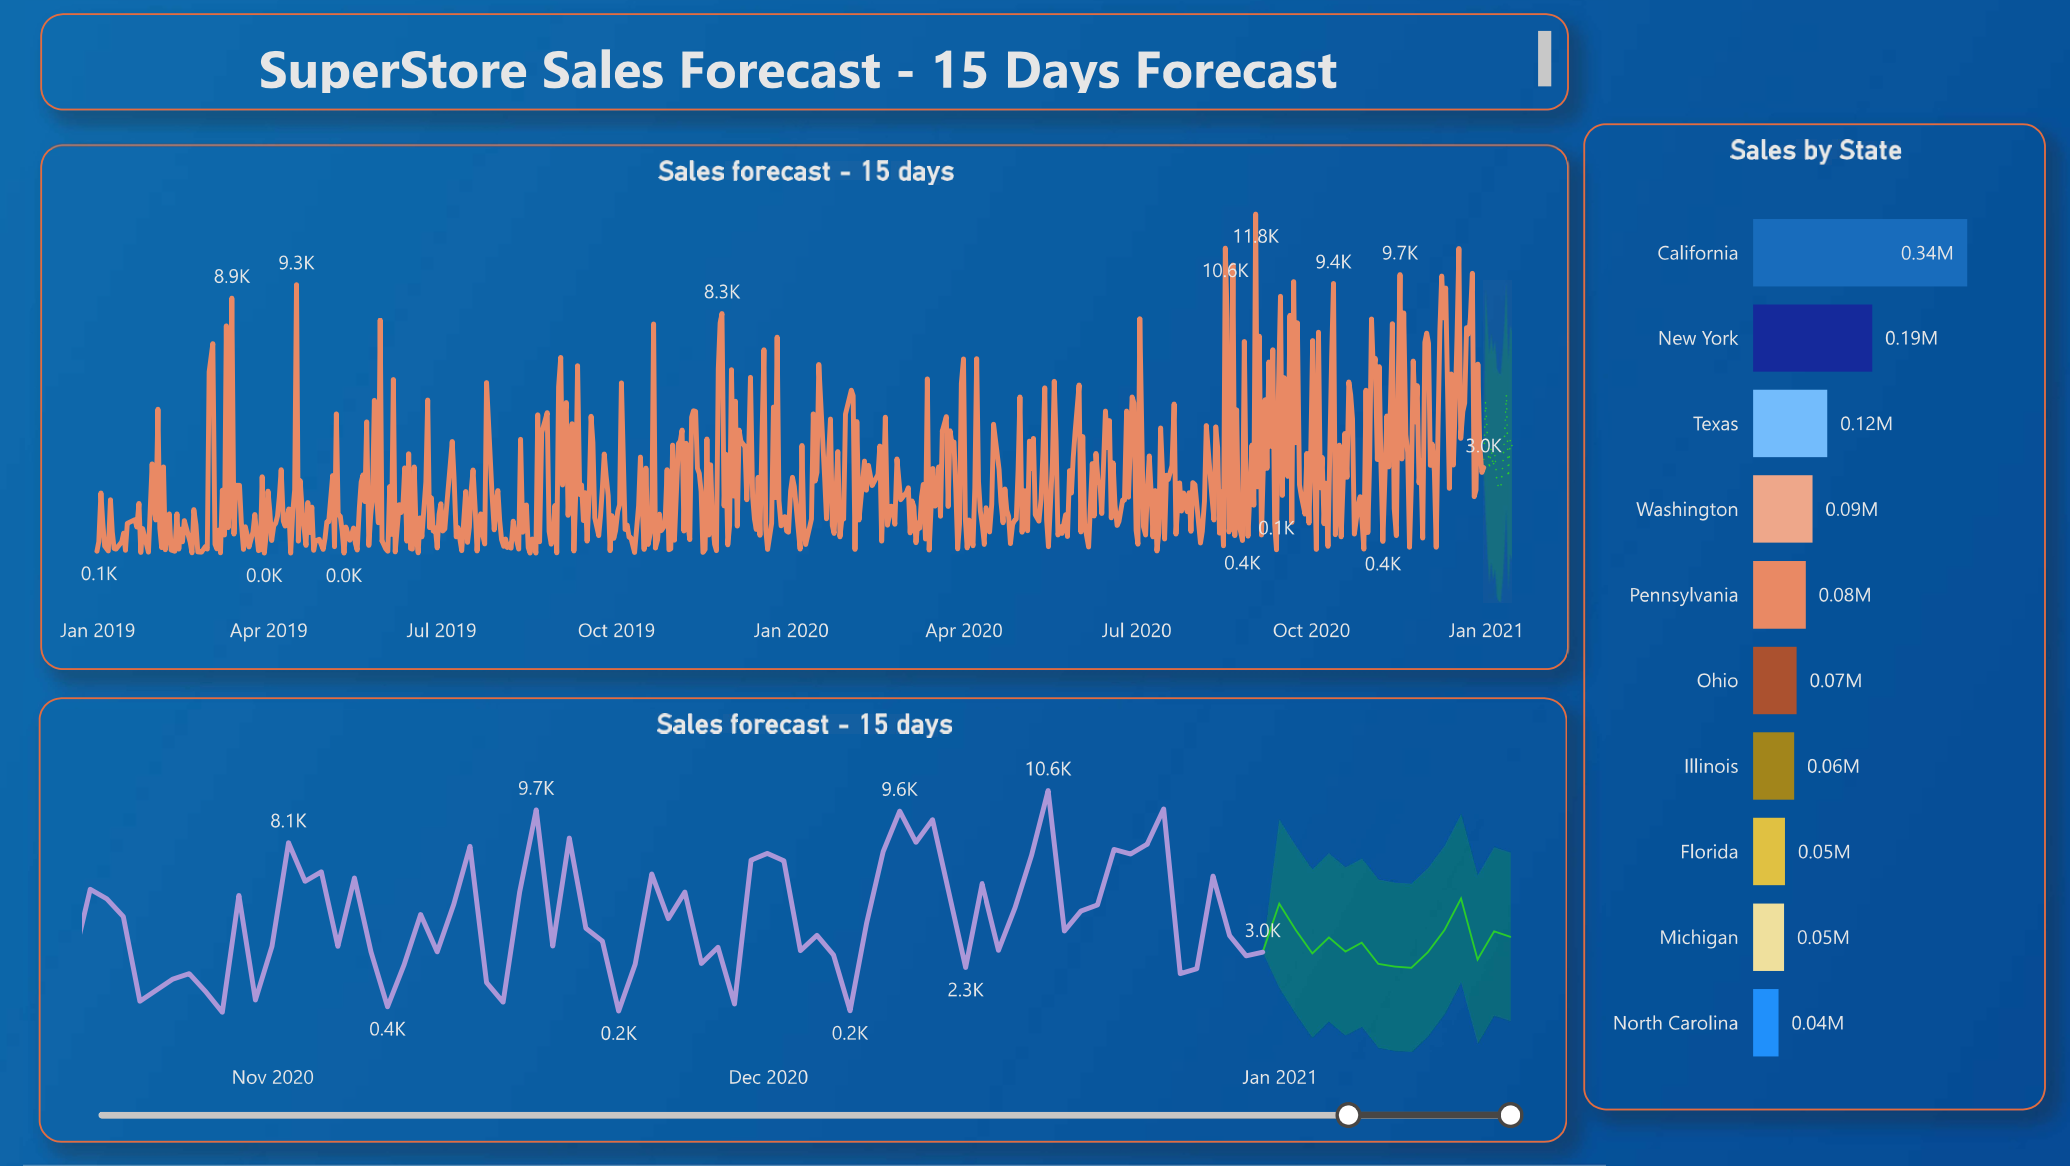 SuperStore Sales Forecast - 15 Days Forecast
Sales forecast - 15 days
11.8K
10.6K
9.7K
9.4K
9.3K
8.9K
8.3K
3.0K
0.1K
0.4K
0.4K
0.1K
0.0K
0.0K
Jan 2019
Apr 2019
Jul 2019
Oct 2019
Jan 2020
Apr 2020
Jul 2020
Oct 2020
Jan 2021
Sales forecast - 15 days
10.6K
9.7K
9.6K
8.1K
3.0K
2.3K
0.4K
0.2K
0.2K
Nov 2020
Dec 2020
Jan 2021
Sales by State
California 0.34M
New York 0.19M
Texas 0.12M
Washington 0.09M
Pennsylvania 0.08M
Ohio 0.07M
Illinois 0.06M
Florida 0.05M
Michigan 0.05M
North Carolina 0.04M